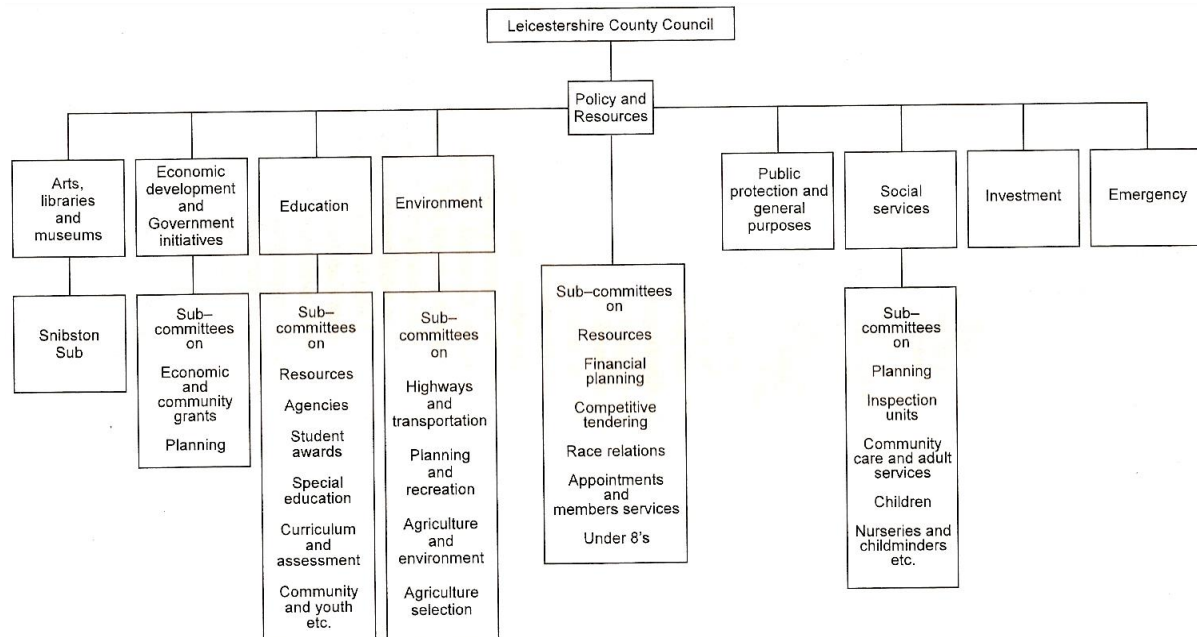 Leicestershire County Council
Policy and
Resources
Arts,
libraries
and
museums
Economic
development
and
Government
initiatives
Education
Environment
Public
protection and
general
purposes
Social
services
Investment
Emergency
Snibston
Sub
Sub–
committees
on
Economic
and
community
grants
Planning
Sub–
committees
on
Resources
Agencies
Student
awards
Special
education
Curriculum
and
assessment
Community
and youth
etc.
Sub–
committees
on
Highways
and
transportation
Planning
and
recreation
Agriculture
and
environment
Agriculture
selection
Sub–committees
on
Resources
Financial
planning
Competitive
tendering
Race relations
Appointments
and
members services
Under 8's
Sub–
committees
on
Planning
Inspection
units
Community
care and adult
services
Children
Nurseries and
childminders
etc.